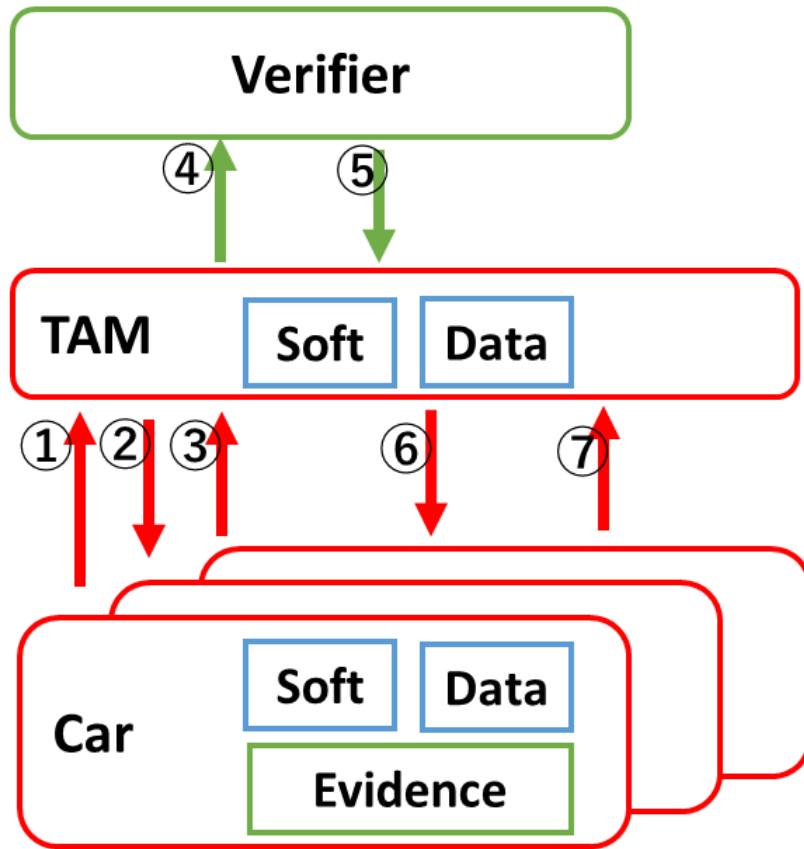 Verifier
④ ⑤
TAM Soft Data
① ② ③ ⑥ ⑦
Soft Data
Car
Evidence